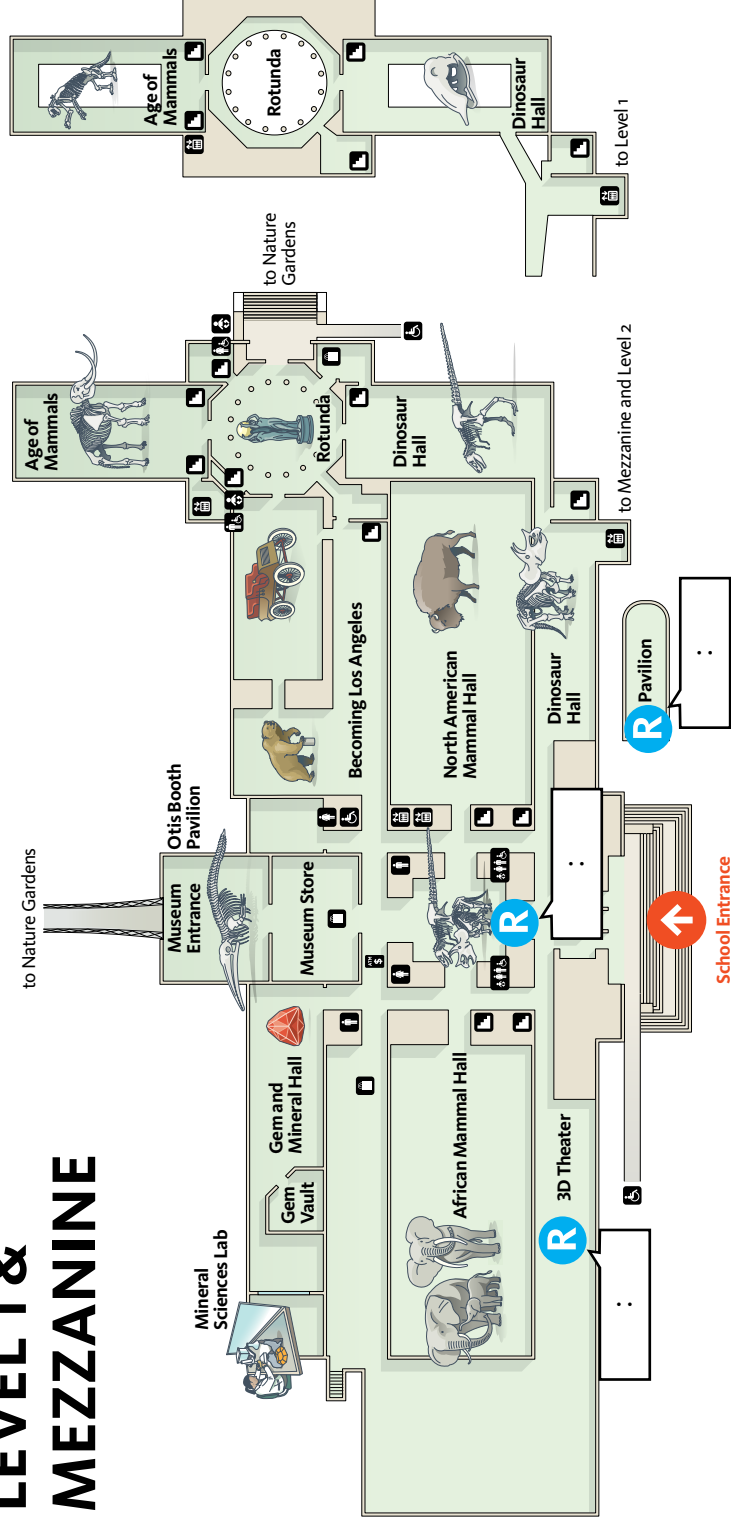 LEVEL 1 &
MEZZANINE
to Nature Gardens
Otis Booth
Pavilion
Museum
Entrance
Museum Store
Mineral
Sciences Lab
Gem and
Mineral Hall
Gem
Vault
ATM
$
Age of
Mammals
Rotunda
to Nature
Gardens
Becoming Los Angeles
Dinosaur
Hall
North American
Mammal Hall
African Mammal Hall
Dinosaur
Hall
3D Theater
R
:
R
:
R
Pavilion
:
to Mezzanine and Level 2
School Entrance
Age of
Mammals
Rotunda
Dinosaur
Hall
to Level 1